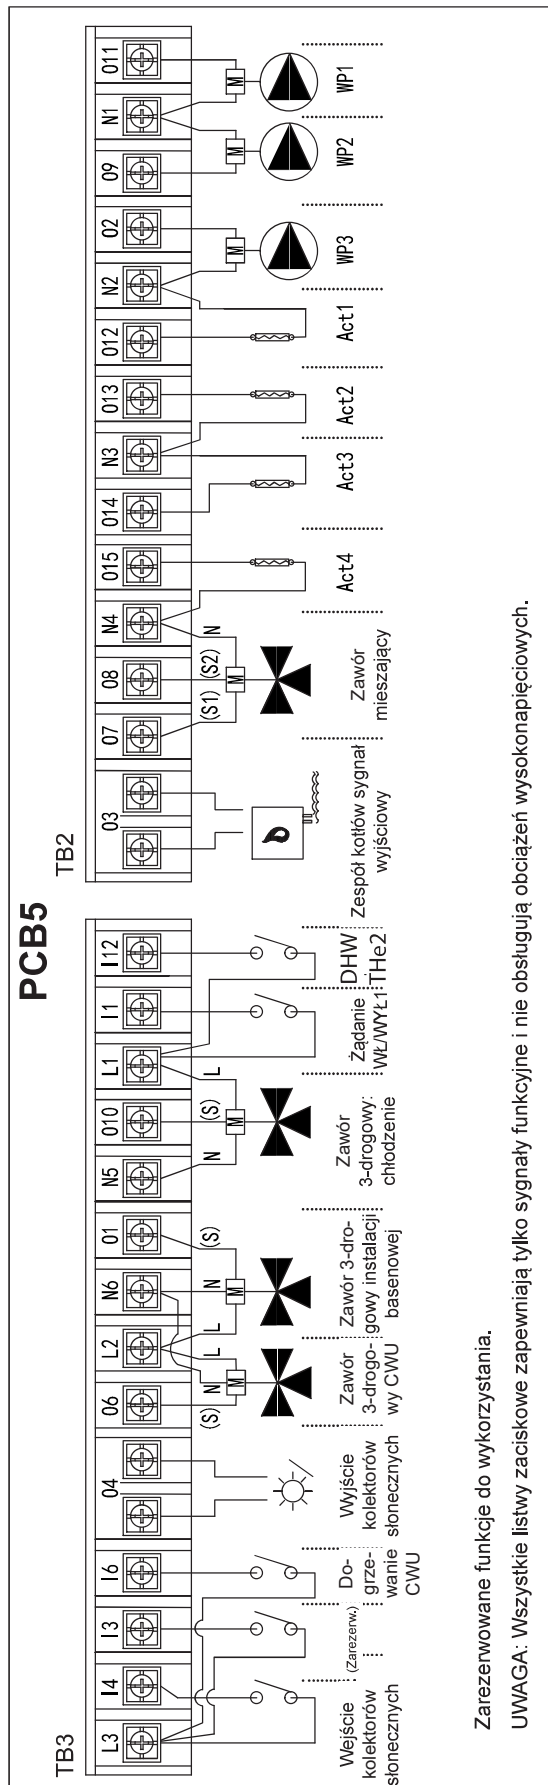 PCB5
TB3
TB2
L3
I4
I3
I6
04
06
L2
N6
01
N5
010
L1
I1
I12
03
07
08
N4
015
014
N3
013
012
N2
02
09
N1
011
(S)
N
L
L
N
(S)
N
(S)
L
(S1)
(S2)
N
M
M
M
M
M
M
M
Wejście
kolektorów
słonecznych
(Zarezerw.)
Do-
grze-
wanie
CWU
Wyjście
kolektorów
słonecznych
Zawór
3-drogo-
wy CWU
Zawór 3-dro-
gowy instalacji
basenowej
Zawór
3-drogowy:
chłodzenie
Żądanie
WŁ/WYŁ1
DHW
THe2
Zespół kotłów sygnał
wyjściowy
Zawór
mieszający
Act4
Act3
Act2
Act1
WP3
WP2
WP1
Zarezerwowane funkcje do wykorzystania.
UWAGA: Wszystkie listwy zaciskowe zapewniają tylko sygnały funkcyjne i nie obsługują obciążeń wysokonapięciowych.